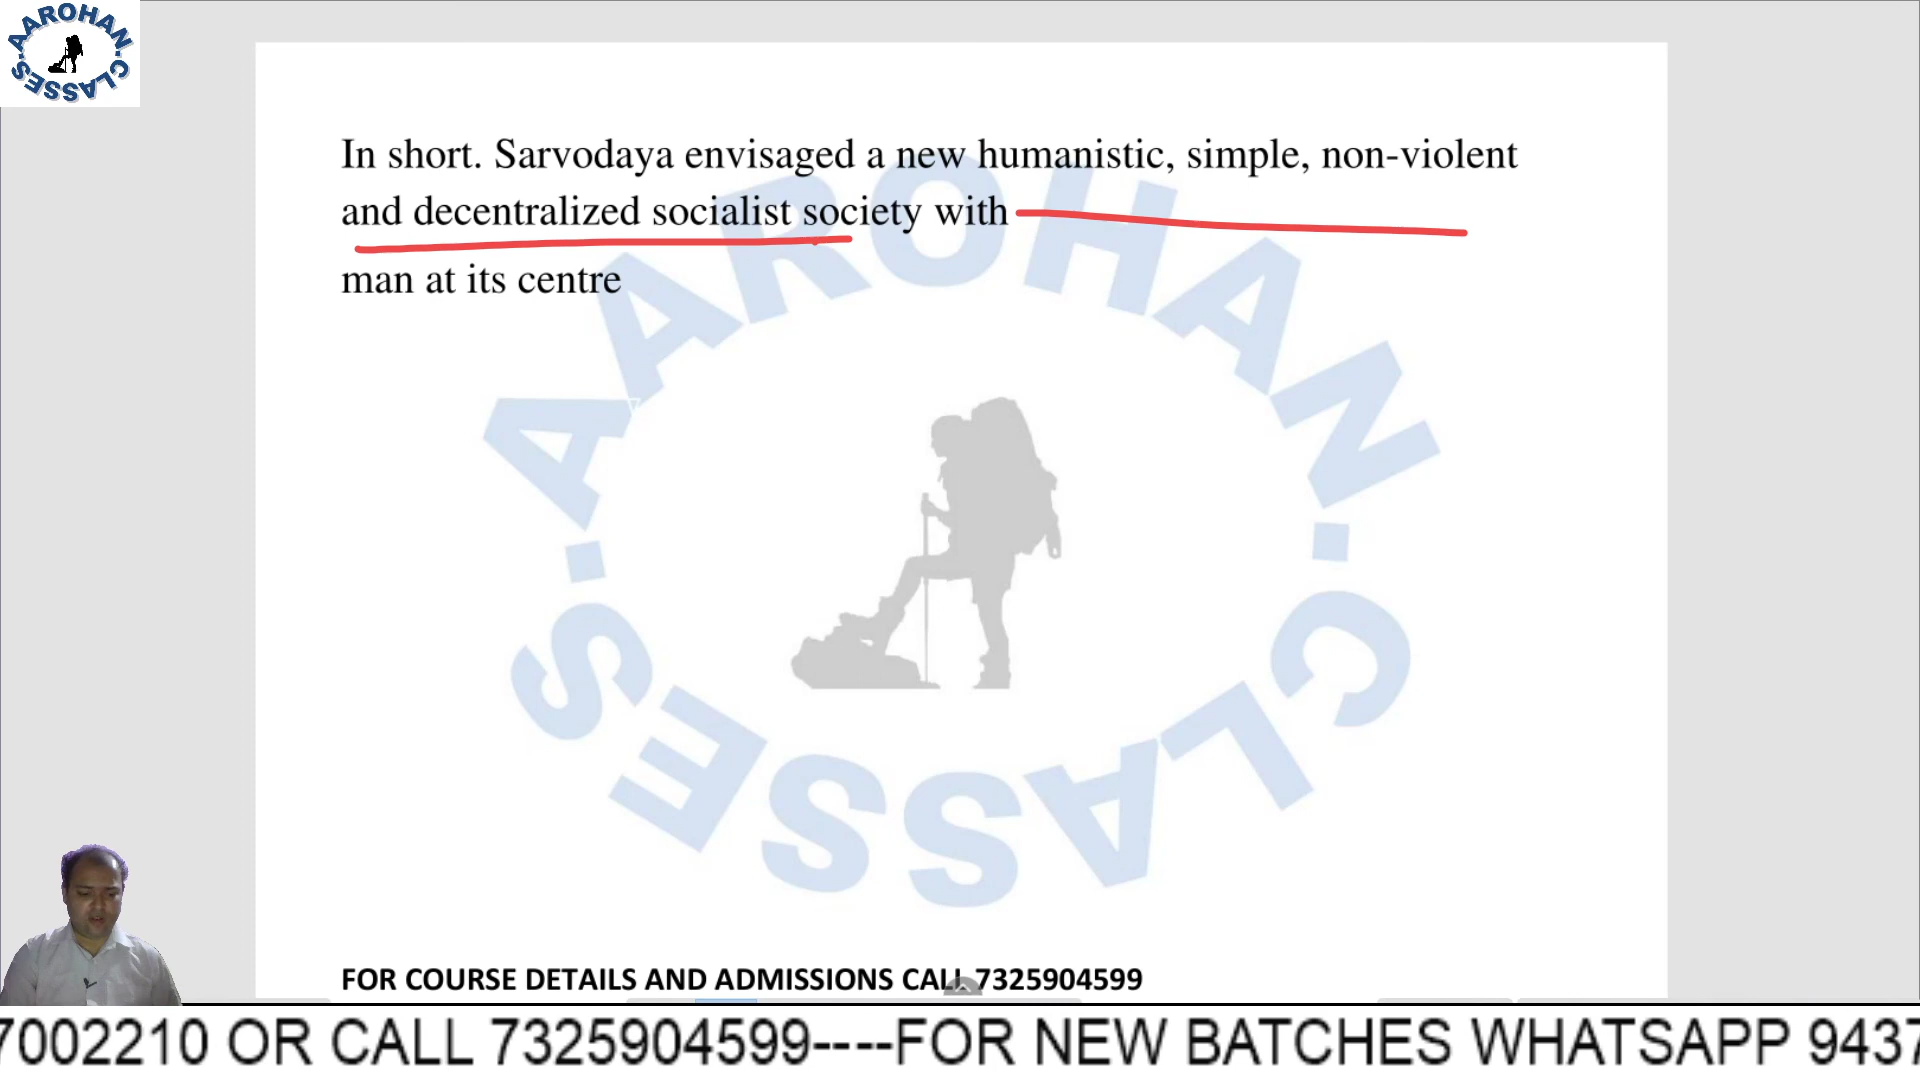 AAROHAN.CLASSES.
In short. Sarvodaya envisaged a new humanistic, simple, non-violent
and decentralized socialist society with
man at its centre
AAROHAN.CLASSES.
FOR COURSE DETAILS AND ADMISSIONS CALL 7325904599
7002210 OR CALL 7325904599----FOR NEW BATCHES WHATSAPP 9437